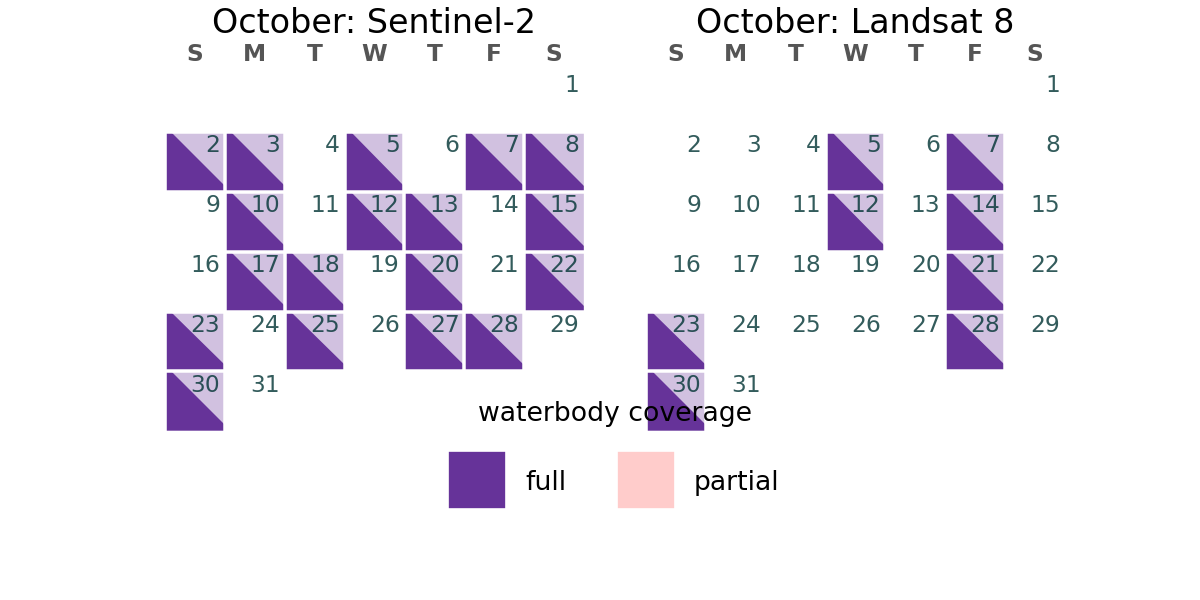 October: Sentinel-2
S M T W T F S
1
2 3 4 5 6 7 8
9 10 11 12 13 14 15
16 17 18 19 20 21 22
23 24 25 26 27 28 29
30 31
October: Landsat 8
S M T W T F S
1
2 3 4 5 6 7 8
9 10 11 12 13 14 15
16 17 18 19 20 21 22
23 24 25 26 27 28 29
30 31
waterbody coverage
full partial